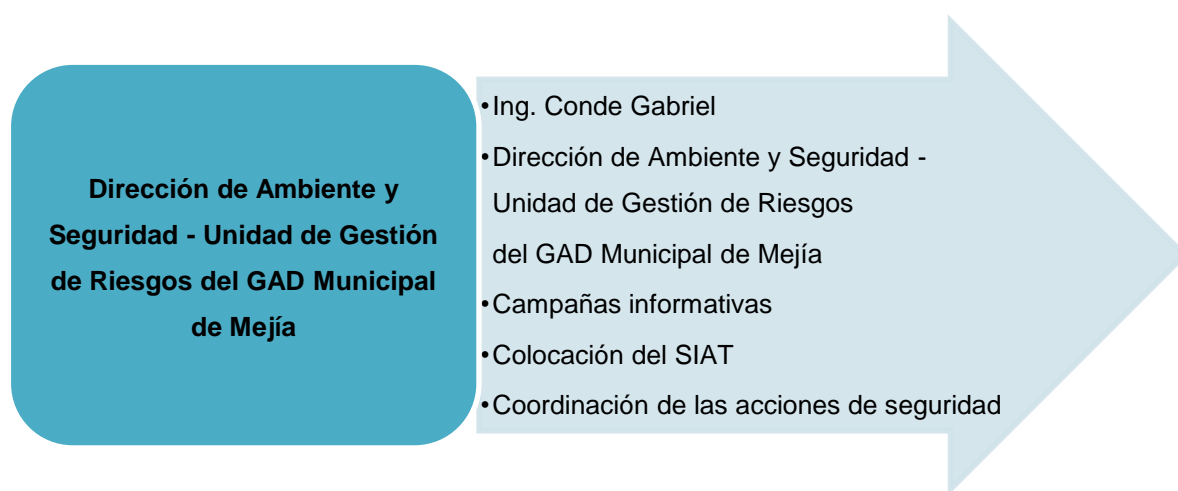 Dirección de Ambiente y
Seguridad - Unidad de Gestión
de Riesgos del GAD Municipal
de Mejía
•Ing. Conde Gabriel
•Dirección de Ambiente y Seguridad -
Unidad de Gestión de Riesgos
del GAD Municipal de Mejía
•Campañas informativas
•Colocación del SIAT
•Coordinación de las acciones de seguridad